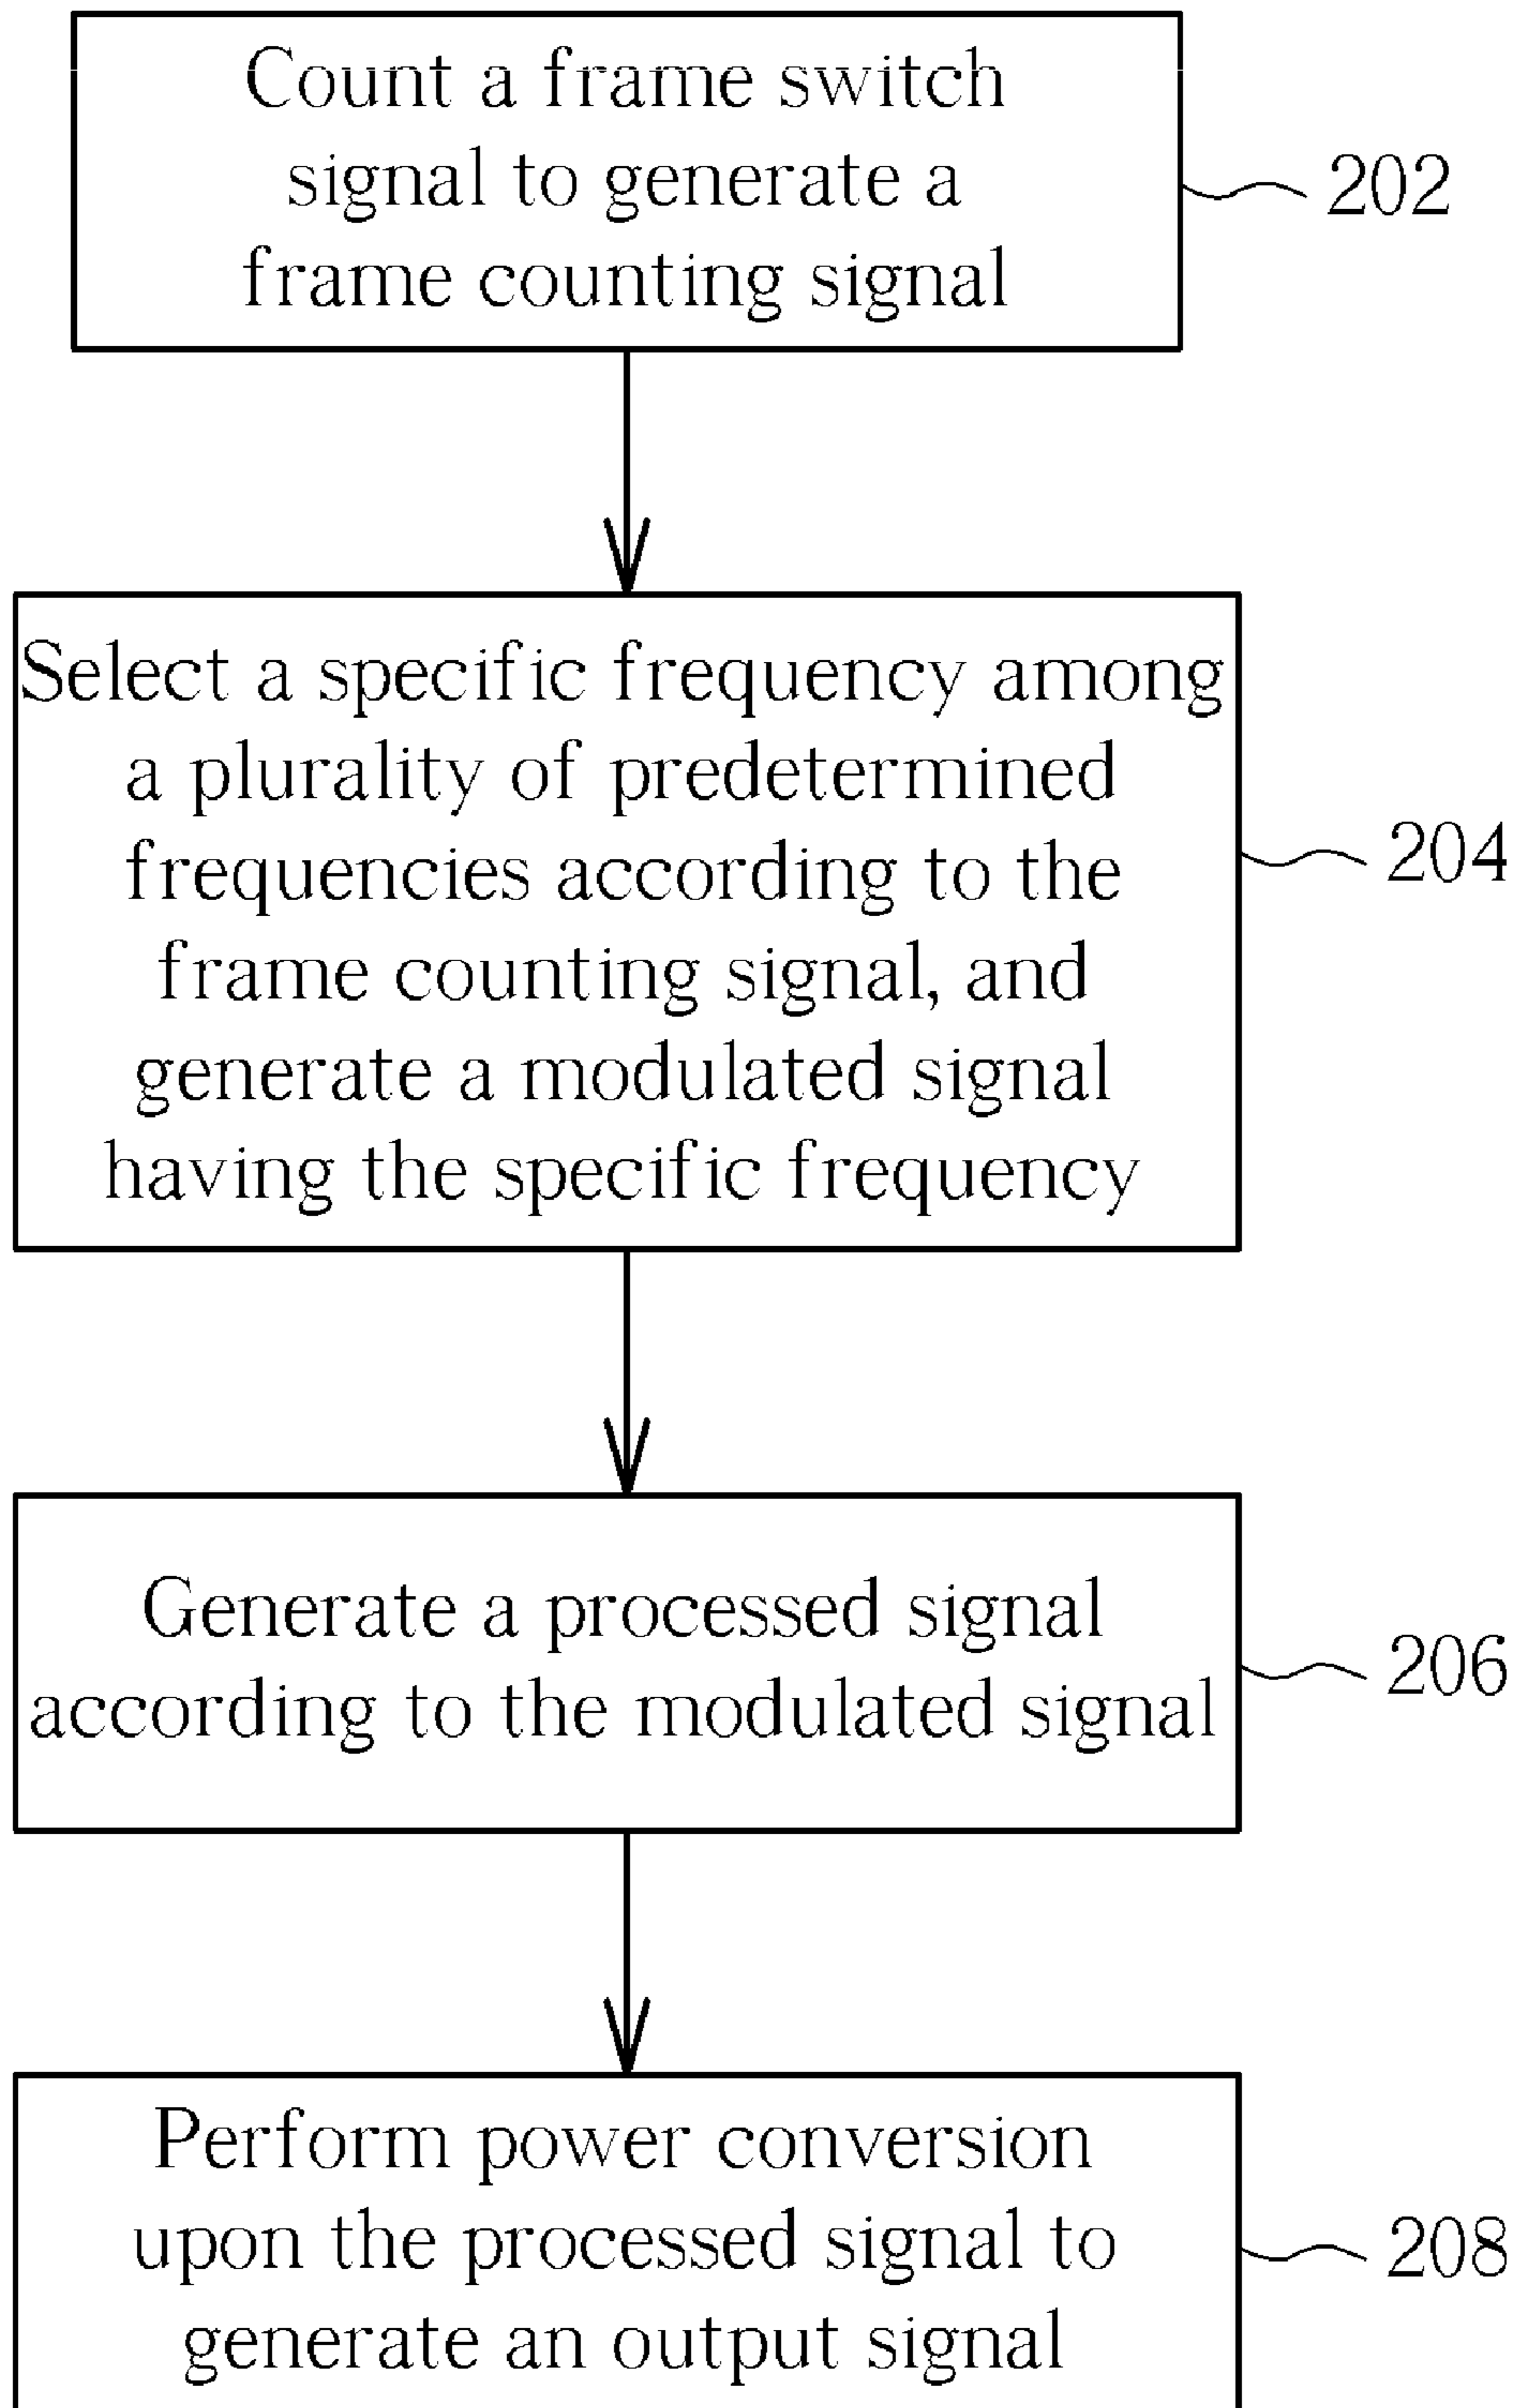 Count a frame switch
signal to generate a
frame counting signal
202
Select a specific frequency among
a plurality of predetermined
frequencies according to the
frame counting signal, and
generate a modulated signal
having the specific frequency
204
Generate a processed signal
according to the modulated signal
206
Perform power conversion
upon the processed signal to
generate an output signal
208